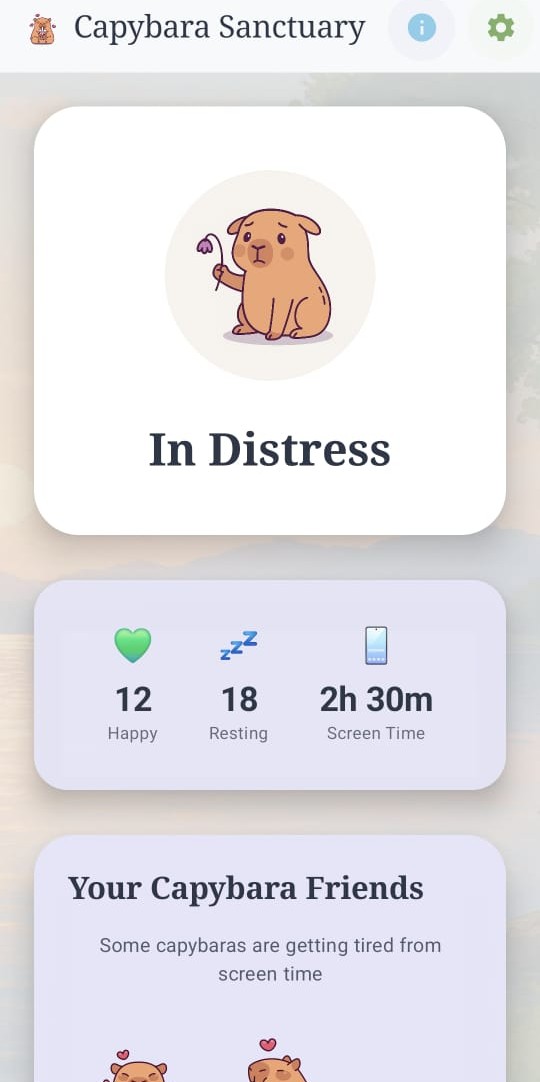 Capybara Sanctuary
In Distress
12
Happy
18
Resting
2h 30m
Screen Time
Your Capybara Friends
Some capybaras are getting tired from
screen time